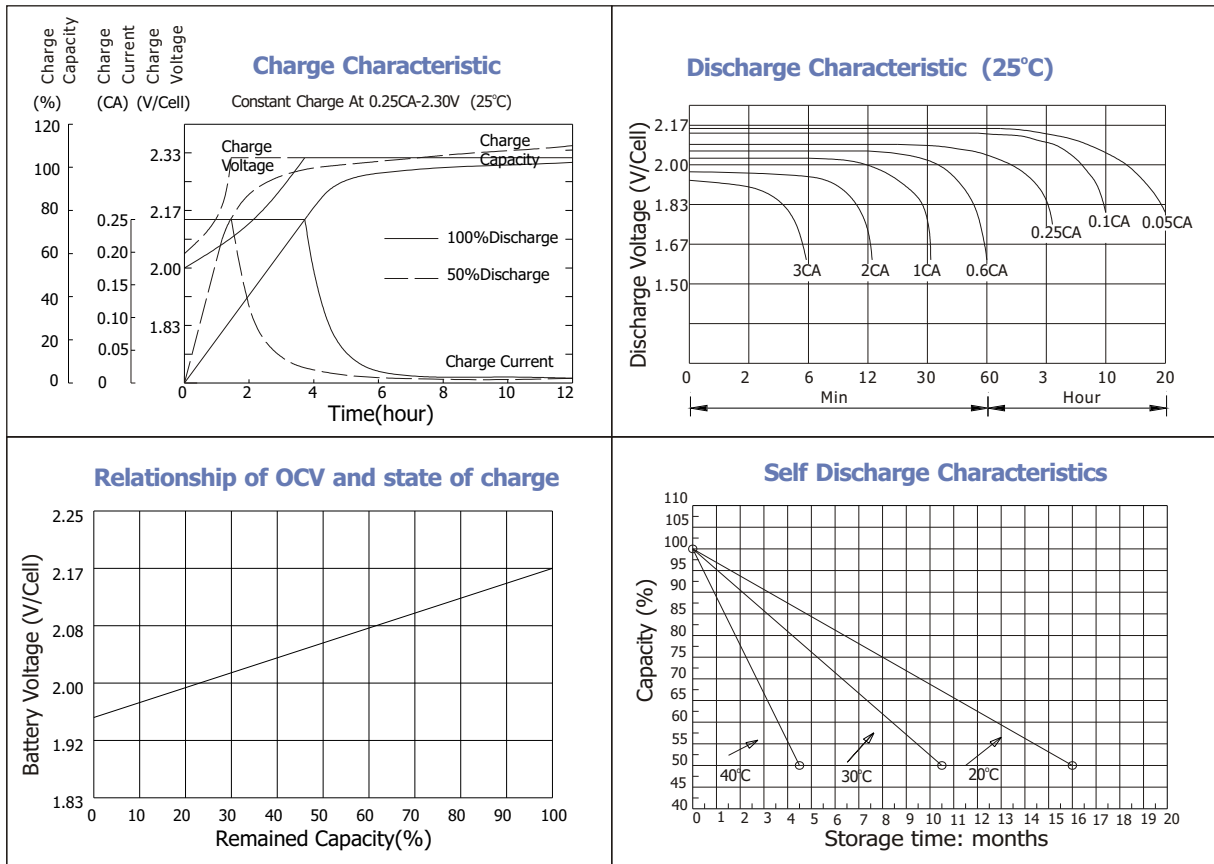 Charge Capacity
Charge Current
Charge Voltage
(%) (CA) (V/Cell)
Charge Characteristic
Constant Charge At 0.25CA-2.30V (25°C)
120
100
80
60
40
20
0
0.25
0.20
0.15
0.10
0.05
0
2.33
2.17
2.00
1.83
Charge
Voltage
Charge
Capacity
100%Discharge
50%Discharge
Charge Current
0 2 4 6 8 10 12
Time(hour)
Discharge Characteristic (25°C)
Discharge Voltage (V/Cell)
2.17
2.00
1.83
1.67
1.50
3CA 2CA 1CA 0.6CA 0.25CA 0.1CA 0.05CA
0 2 6 12 30 60 3 10 20
Min Hour
Relationship of OCV and state of charge
Battery Voltage (V/Cell)
2.25
2.17
2.08
2.00
1.92
1.83
0 10 20 30 40 50 60 70 80 90 100
Remained Capacity(%)
Self Discharge Characteristics
Capacity (%)
110
105
100
95
90
85
80
75
70
65
60
55
50
45
40
40°C 30°C 20°C
0 1 2 3 4 5 6 7 8 9 10 11 12 13 14 15 16 17 18 19 20
Storage time: months